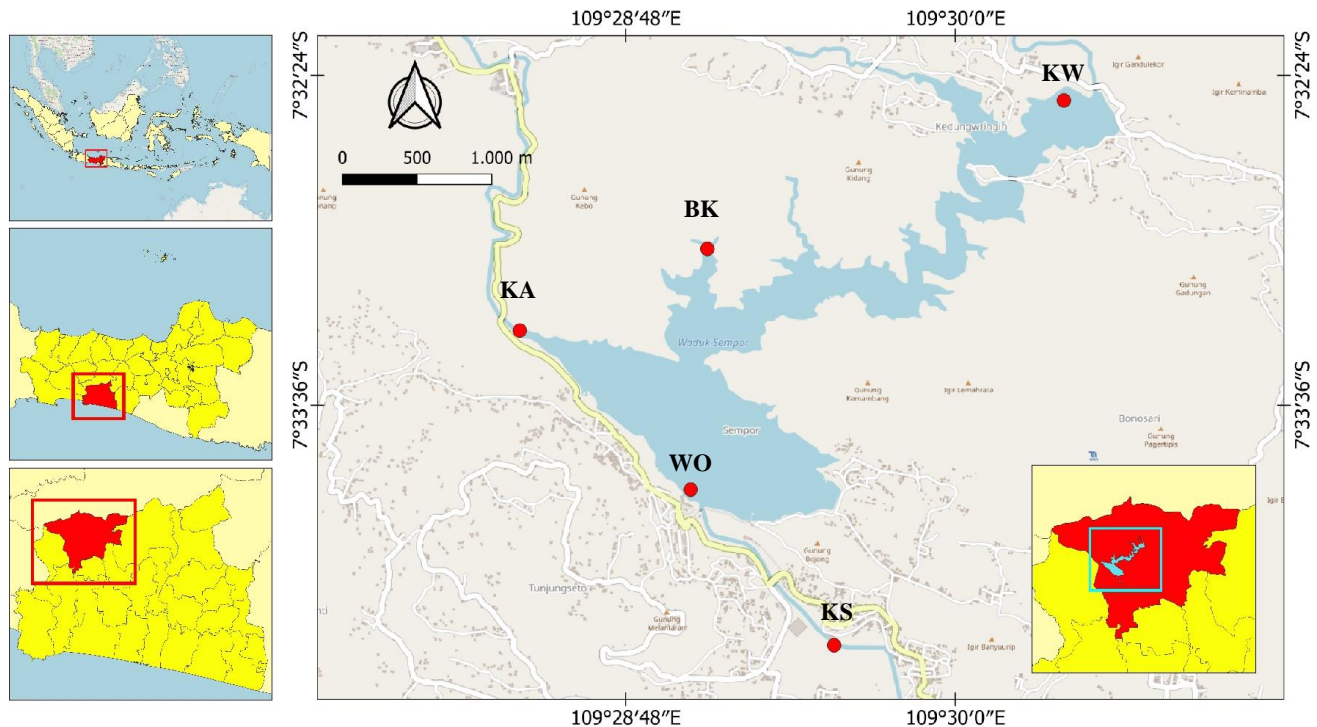 109°28′48″E
109°30′0″E
7°32′24″S
7°32′24″S
Igir Gandulekor
KW
Igir Keminamba
Kedungwringin
0 500 1.000 m
Gunung
Kidang
Gunung
Kebo
BK
Gunung
Gadungan
KA
Waduk Sempor
7°33′36″S
7°33′36″S
Gunung
Kemambang
Igir Lemahrata
Bonosari
Sempor
Gunung
Pagertipis
WO
Gunung
Bojong
Tunjungseto
KS
Gunung
Igir Banyuurip
109°28′48″E
109°30′0″E